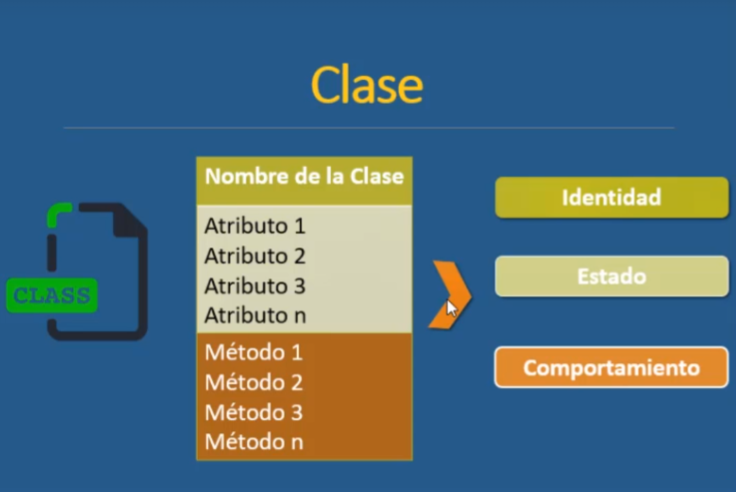 Clase
CLASS
Nombre de la Clase
Atributo 1
Atributo 2
Atributo 3
Atributo n
Método 1
Método 2
Método 3
Método n
Identidad
Estado
Comportamiento